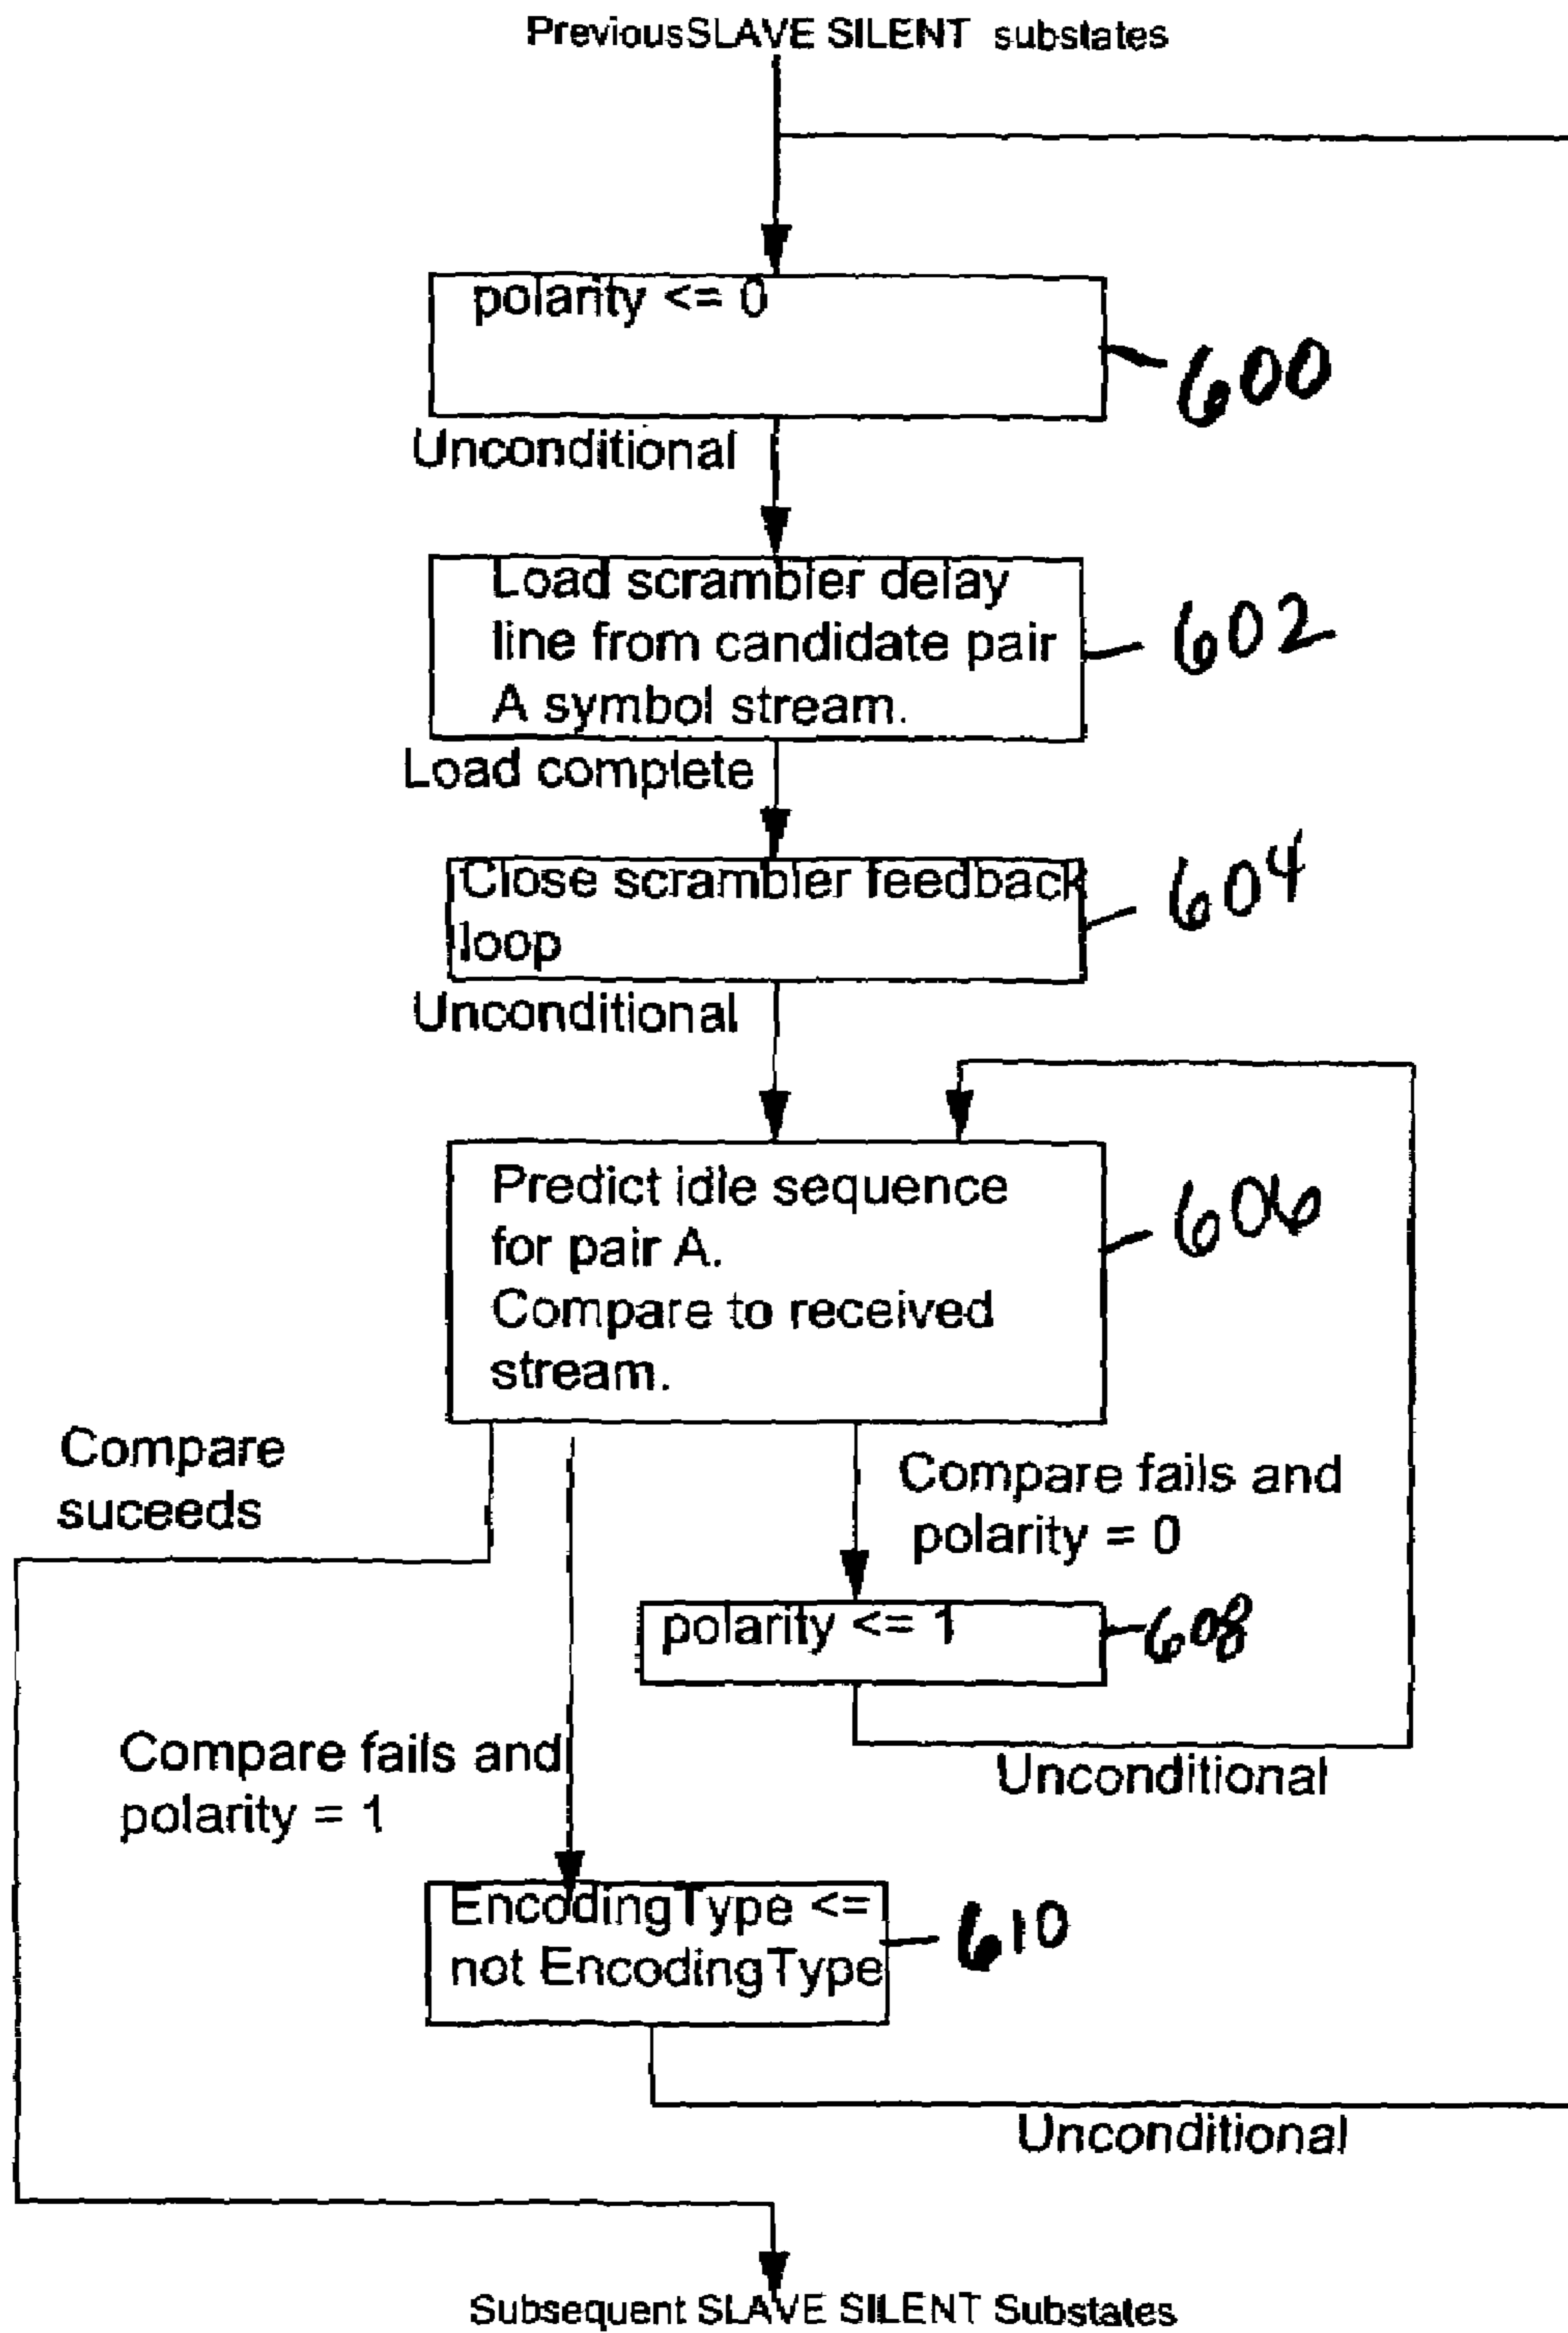 PreviousSLAVE SILENT substates
polarity <= 0
600
Unconditional
Load scrambler delay
line from candidate pair
A symbol stream.
602
Load complete
Close scrambler feedback
loop
604
Unconditional
Predict idle sequence
for pair A.
Compare to received
stream.
606
Compare
suceeds
Compare fails and
polarity = 0
polarity <= 1
608
Unconditional
Compare fails and
polarity = 1
EncodingType <=
not EncodingType
610
Unconditional
Subsequent SLAVE SILENT Substates